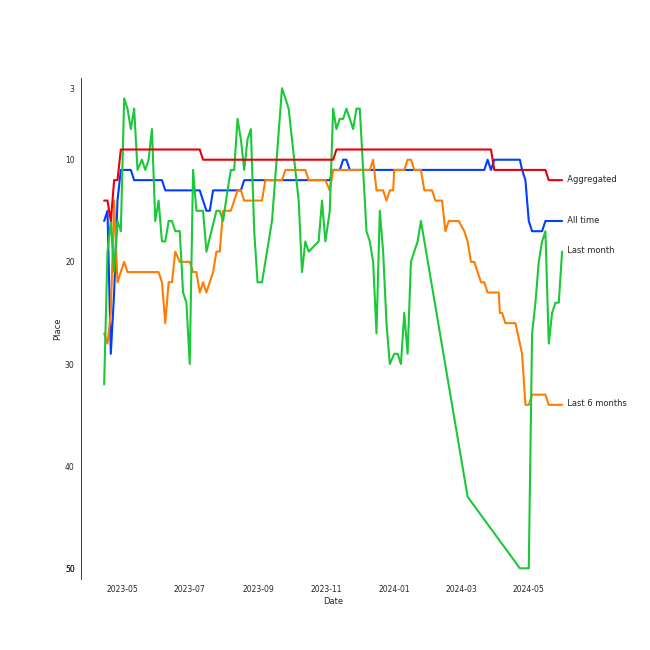 3
10
20
30
40
50
Place
Aggregated
All time
Last month
Last 6 months
2023-05 2023-07 2023-09 2023-11 2024-01 2024-03 2024-05
Date